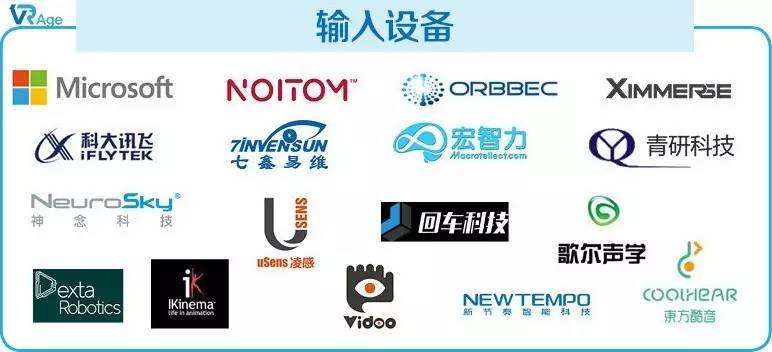 VR Age
输入设备
Microsoft
NOITOM™
ORBBEC
XIMMERSE
科大讯飞
iFLYTEK
7INVENSUN
七鑫易维
宏智力
Macrotellect.com
青研科技
NeuroSky®
神念科技
USENS
uSens 凌感
回车科技
歌尔声学
Dexta
Robotics
iK
IKinema
life in animation
Vidoo
NEWTEMPO
新节奏智能科技
COOLHEAR
東方酷音